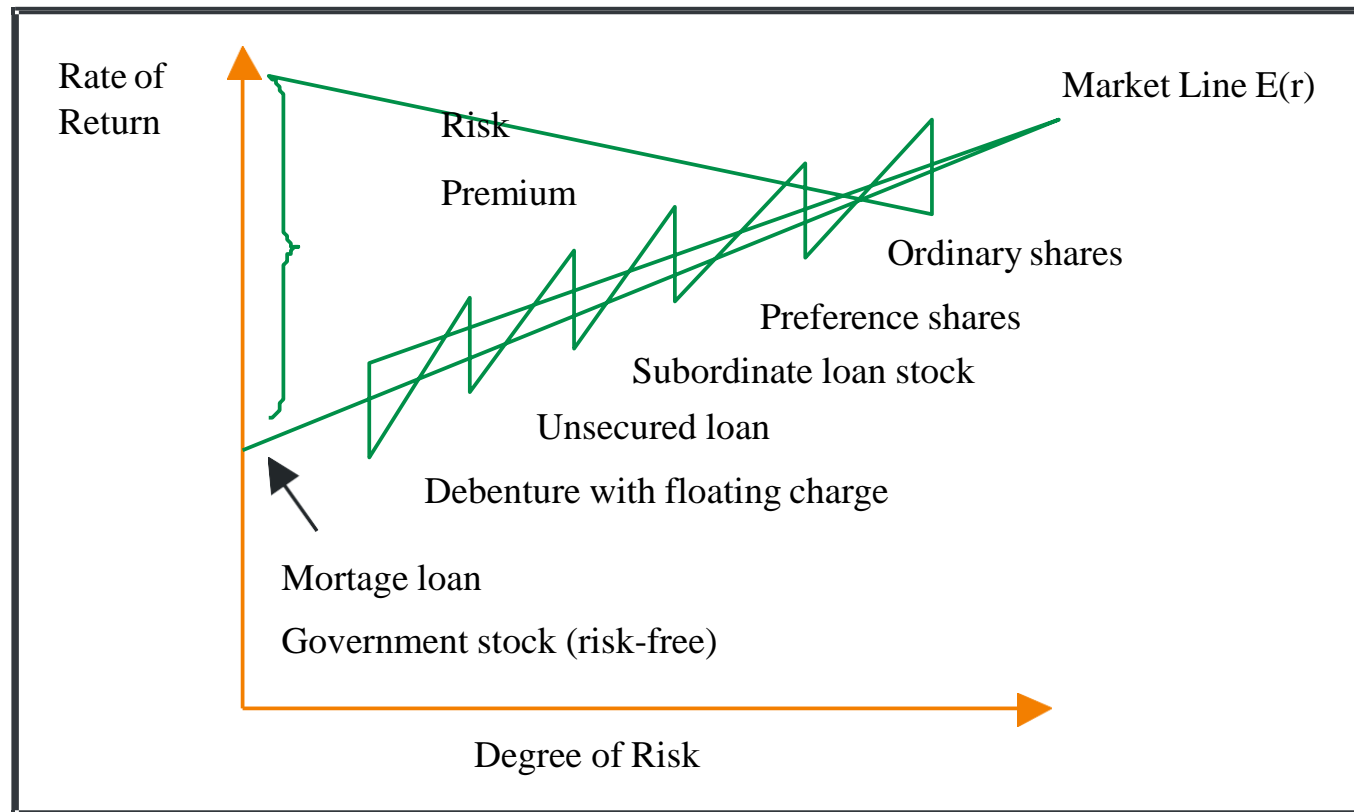 Rate of
Return
Market Line E(r)
Risk
Premium
Ordinary shares
Preference shares
Subordinate loan stock
Unsecured loan
Debenture with floating charge
Mortage loan
Government stock (risk-free)
Degree of Risk